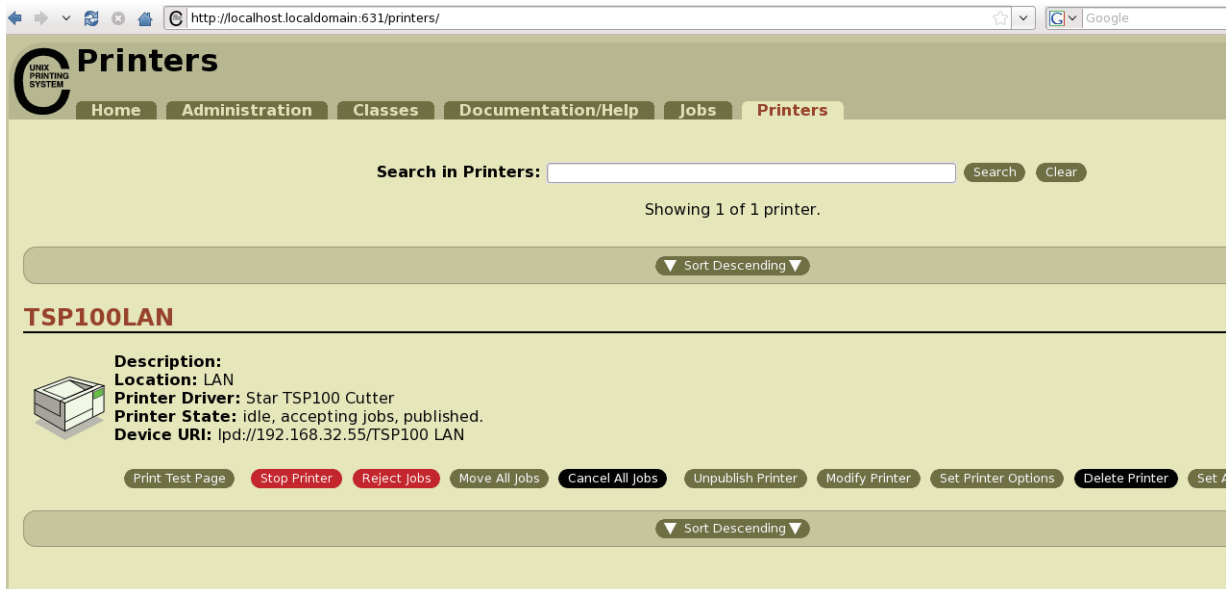 http://localhost.localdomain:631/printers/
G Google
UNIX
PRINTING
SYSTEM
Printers
Home Administration Classes Documentation/Help Jobs Printers
Search in Printers: Search Clear
Showing 1 of 1 printer.
Sort Descending
TSP100LAN
Description:
Location: LAN
Printer Driver: Star TSP100 Cutter
Printer State: idle, accepting jobs, published.
Device URI: lpd://192.168.32.55/TSP100 LAN
Print Test Page Stop Printer Reject Jobs Move All Jobs Cancel All Jobs Unpublish Printer Modify Printer Set Printer Options Delete Printer Set A
Sort Descending